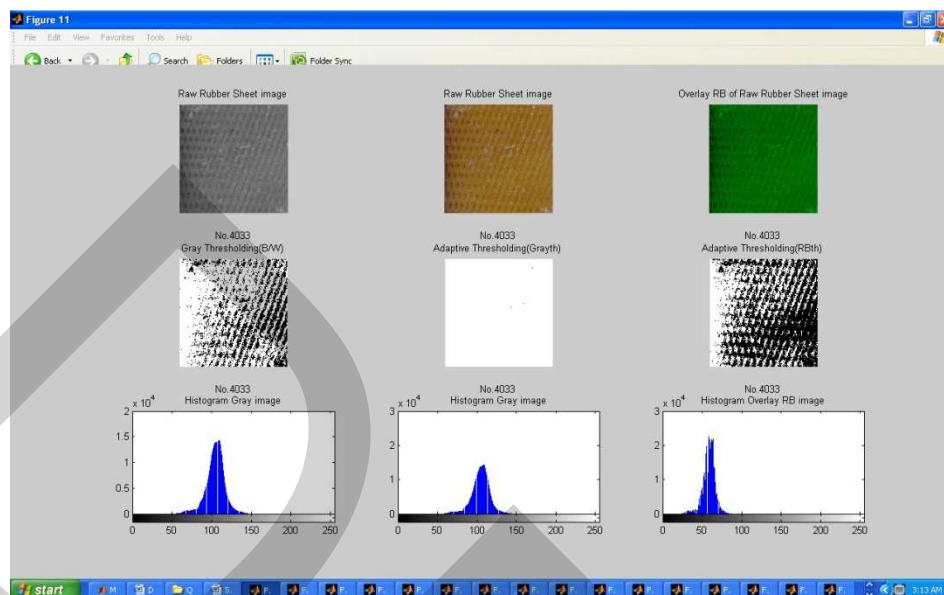 Figure 11
File Edit View Favorites Tools Help
Back Search Folders Folder Sync
Raw Rubber Sheet image Raw Rubber Sheet image Overlay RB of Raw Rubber Sheet image
No.4033 No.4033 No.4033
Gray Thresholding(B/W) Adaptive Thresholding(Grayth) Adaptive Thresholding(RBth)
No.4033 No.4033 No.4033
x 10^4 Histogram Gray image x 10^4 Histogram Gray image x 10^4 Histogram Overlay RB image
2 3 3
1.5 2 2
1 1 1
0.5
0 0 0
0 50 100 150 200 250 0 50 100 150 200 250 0 50 100 150 200 250
start M D Q S. F. F. F. F. F. F. F. F. F. F. F. F. F. F. F. F. 3:13 AM